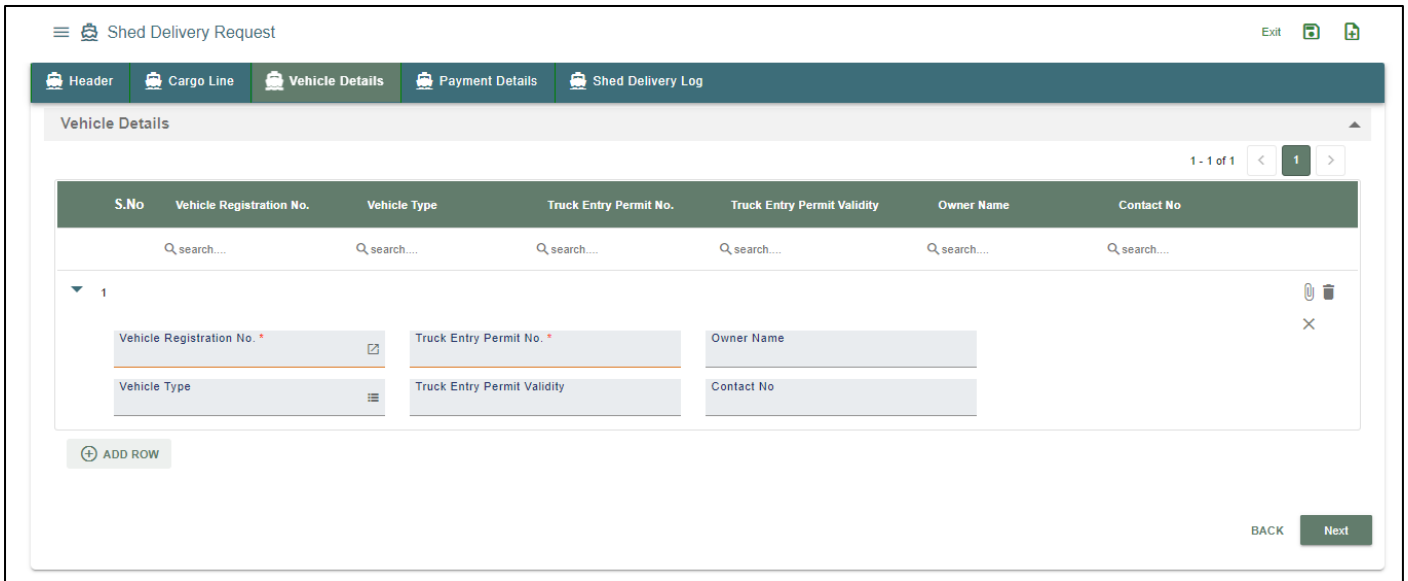 Shed Delivery Request Exit
Header Cargo Line Vehicle Details Payment Details Shed Delivery Log
Vehicle Details
1 - 1 of 1 < 1 >
S.No Vehicle Registration No. Vehicle Type Truck Entry Permit No. Truck Entry Permit Validity Owner Name Contact No
search.... search.... search.... search.... search.... search....
1
Vehicle Registration No. * Truck Entry Permit No. * Owner Name
Vehicle Type Truck Entry Permit Validity Contact No
ADD ROW
BACK Next